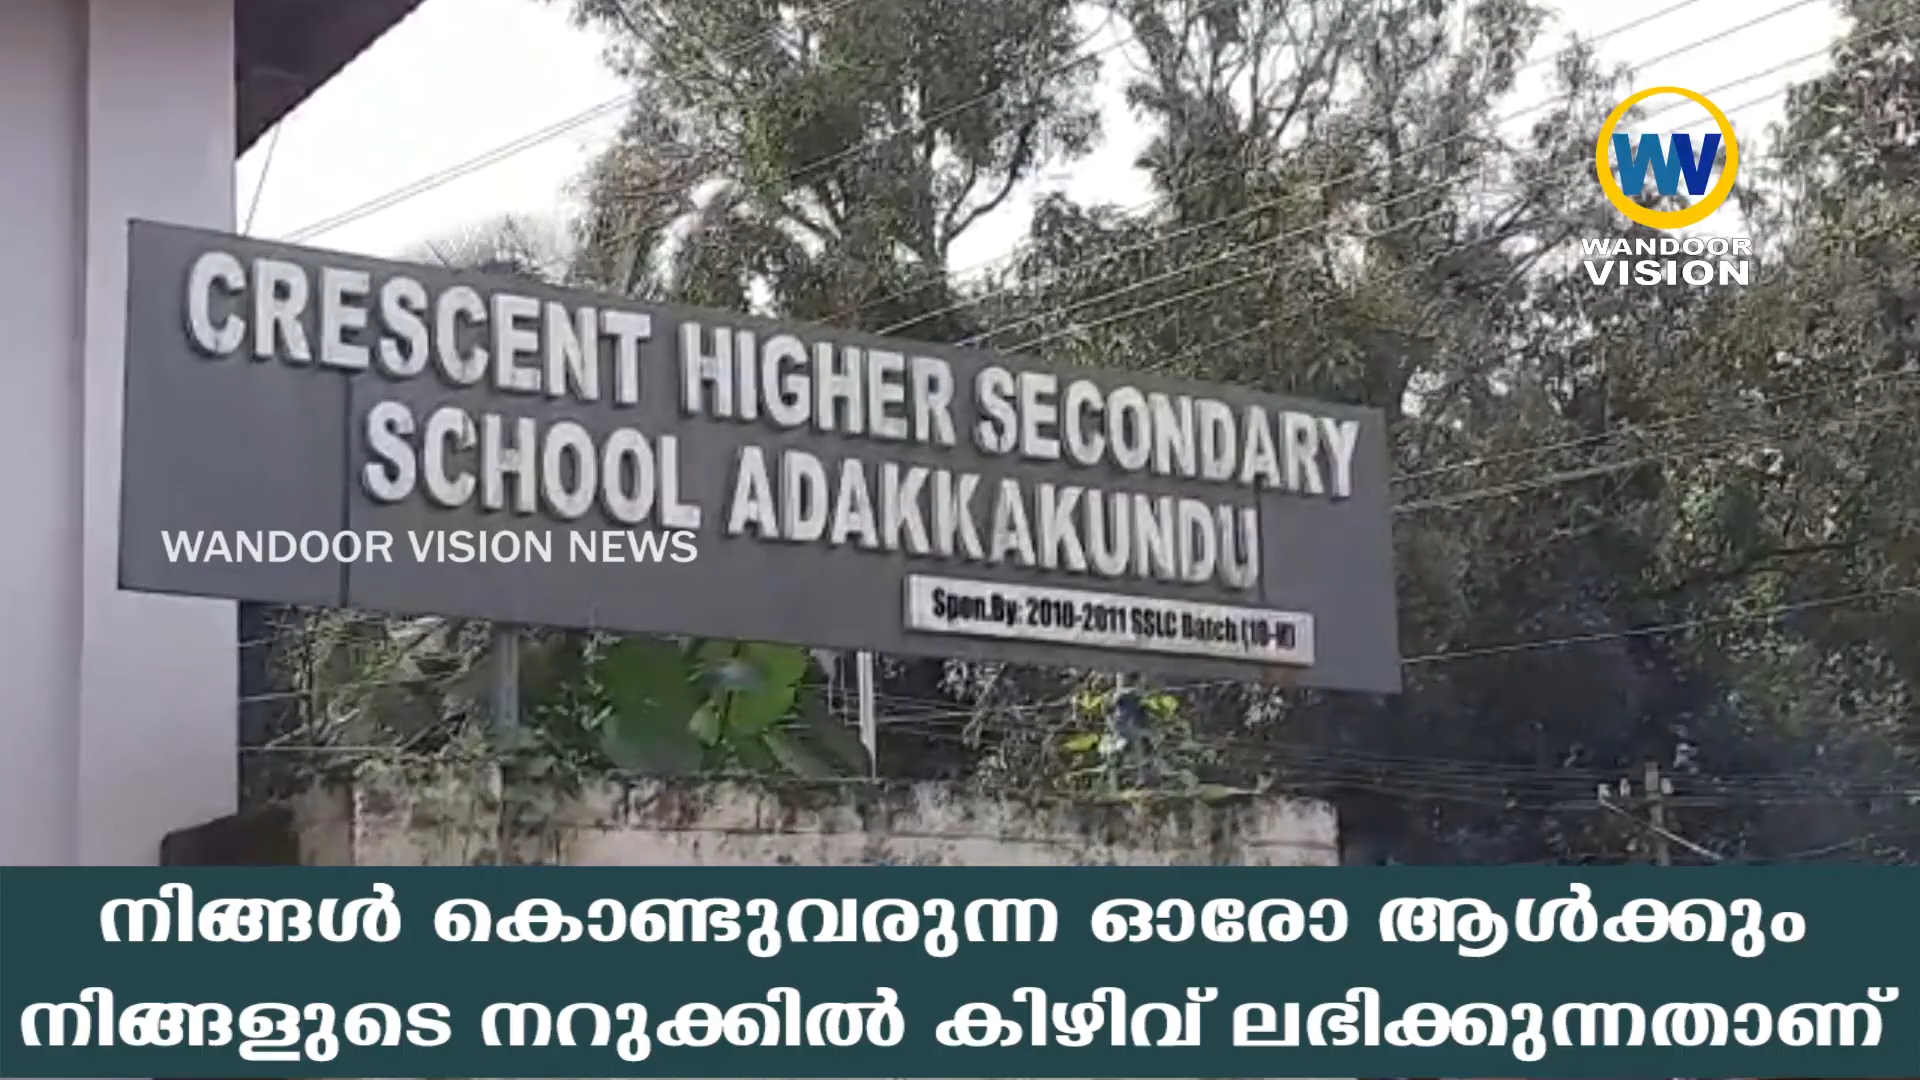 WV
WANDOOR
VISION
CRESCENT HIGHER SECONDARY
SCHOOL ADAKKAKUNDU
WANDOOR VISION NEWS
Spon.By: 2010-2011 SSLC Batch (10-H)
നിങ്ങൾ കൊണ്ടുവരുന്ന ഓരോ ആൾക്കും
നിങ്ങളുടെ നറുക്കിൽ കിഴിവ് ലഭിക്കുന്നതാണ്